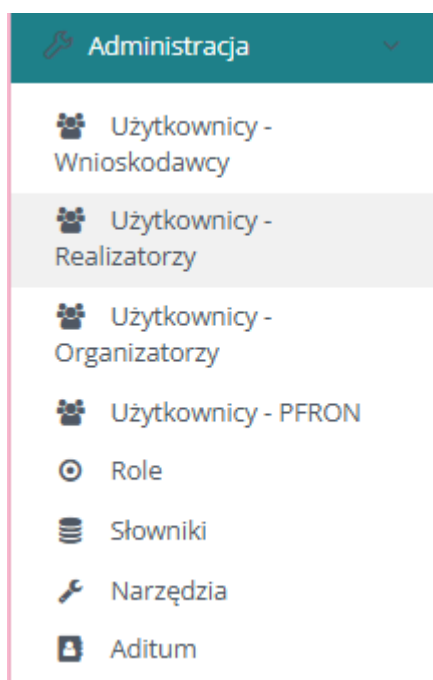 Administracja
Użytkownicy -
Wnioskodawcy
Użytkownicy -
Realizatorzy
Użytkownicy -
Organizatorzy
Użytkownicy - PFRON
Role
Słowniki
Narzędzia
Aditum